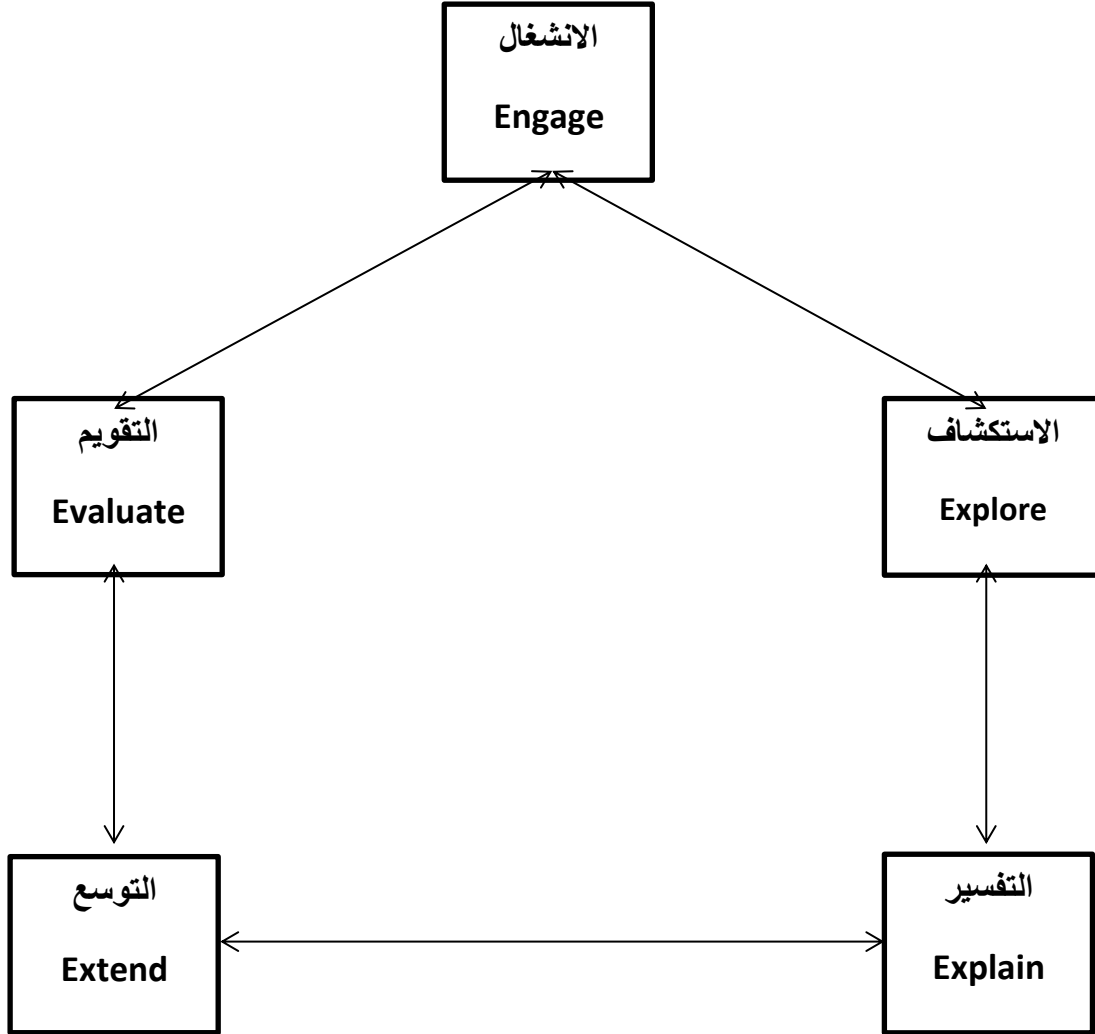 الانشغال
Engage
التقويم
Evaluate
الاستكشاف
Explore
التوسع
Extend
التفسير
Explain